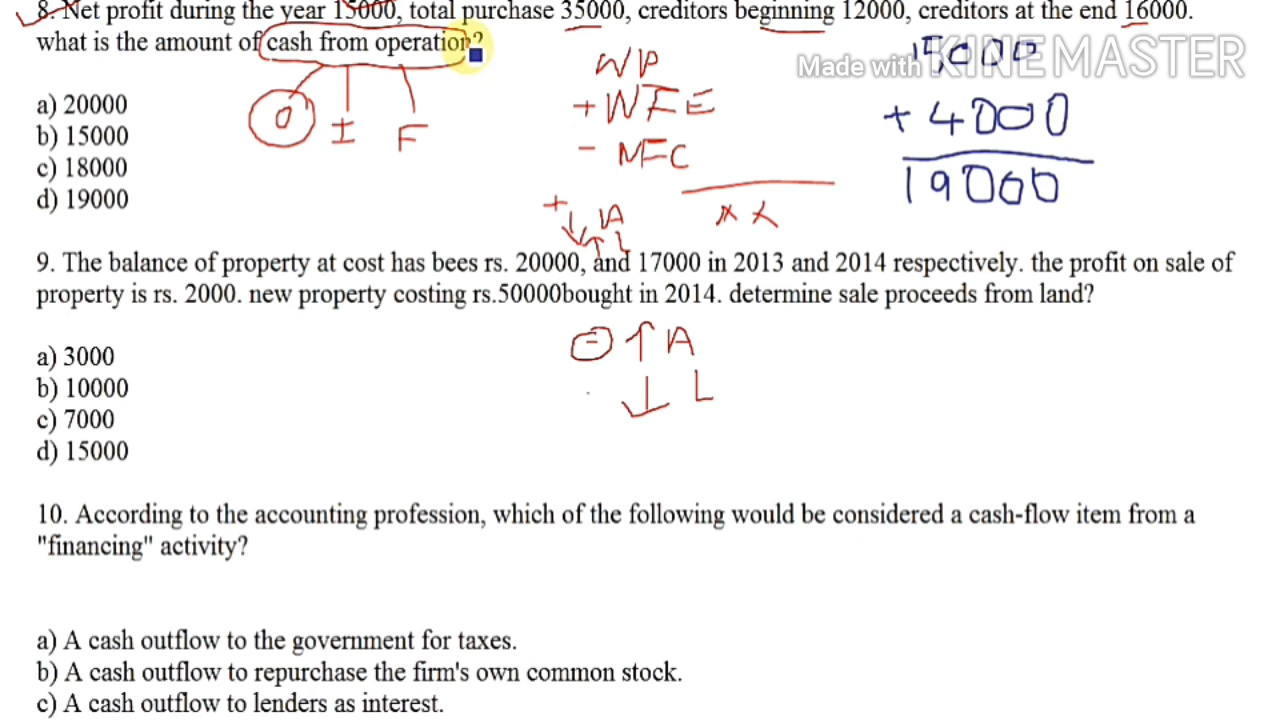 8. Net profit during the year 15000, total purchase 35000, creditors beginning 12000, creditors at the end 16000.
what is the amount of cash from operation?
a) 20000
b) 15000
c) 18000
d) 19000
O I F
NP
+ NFE
- NFC
xx
+ ↓ A
↑ L
15000
+ 4000
19000
Made with KINEMASTER
9. The balance of property at cost has bees rs. 20000, and 17000 in 2013 and 2014 respectively. the profit on sale of
property is rs. 2000. new property costing rs.50000bought in 2014. determine sale proceeds from land?
a) 3000
b) 10000
c) 7000
d) 15000
- ↑ A
↓ L
10. According to the accounting profession, which of the following would be considered a cash-flow item from a
"financing" activity?
a) A cash outflow to the government for taxes.
b) A cash outflow to repurchase the firm's own common stock.
c) A cash outflow to lenders as interest.